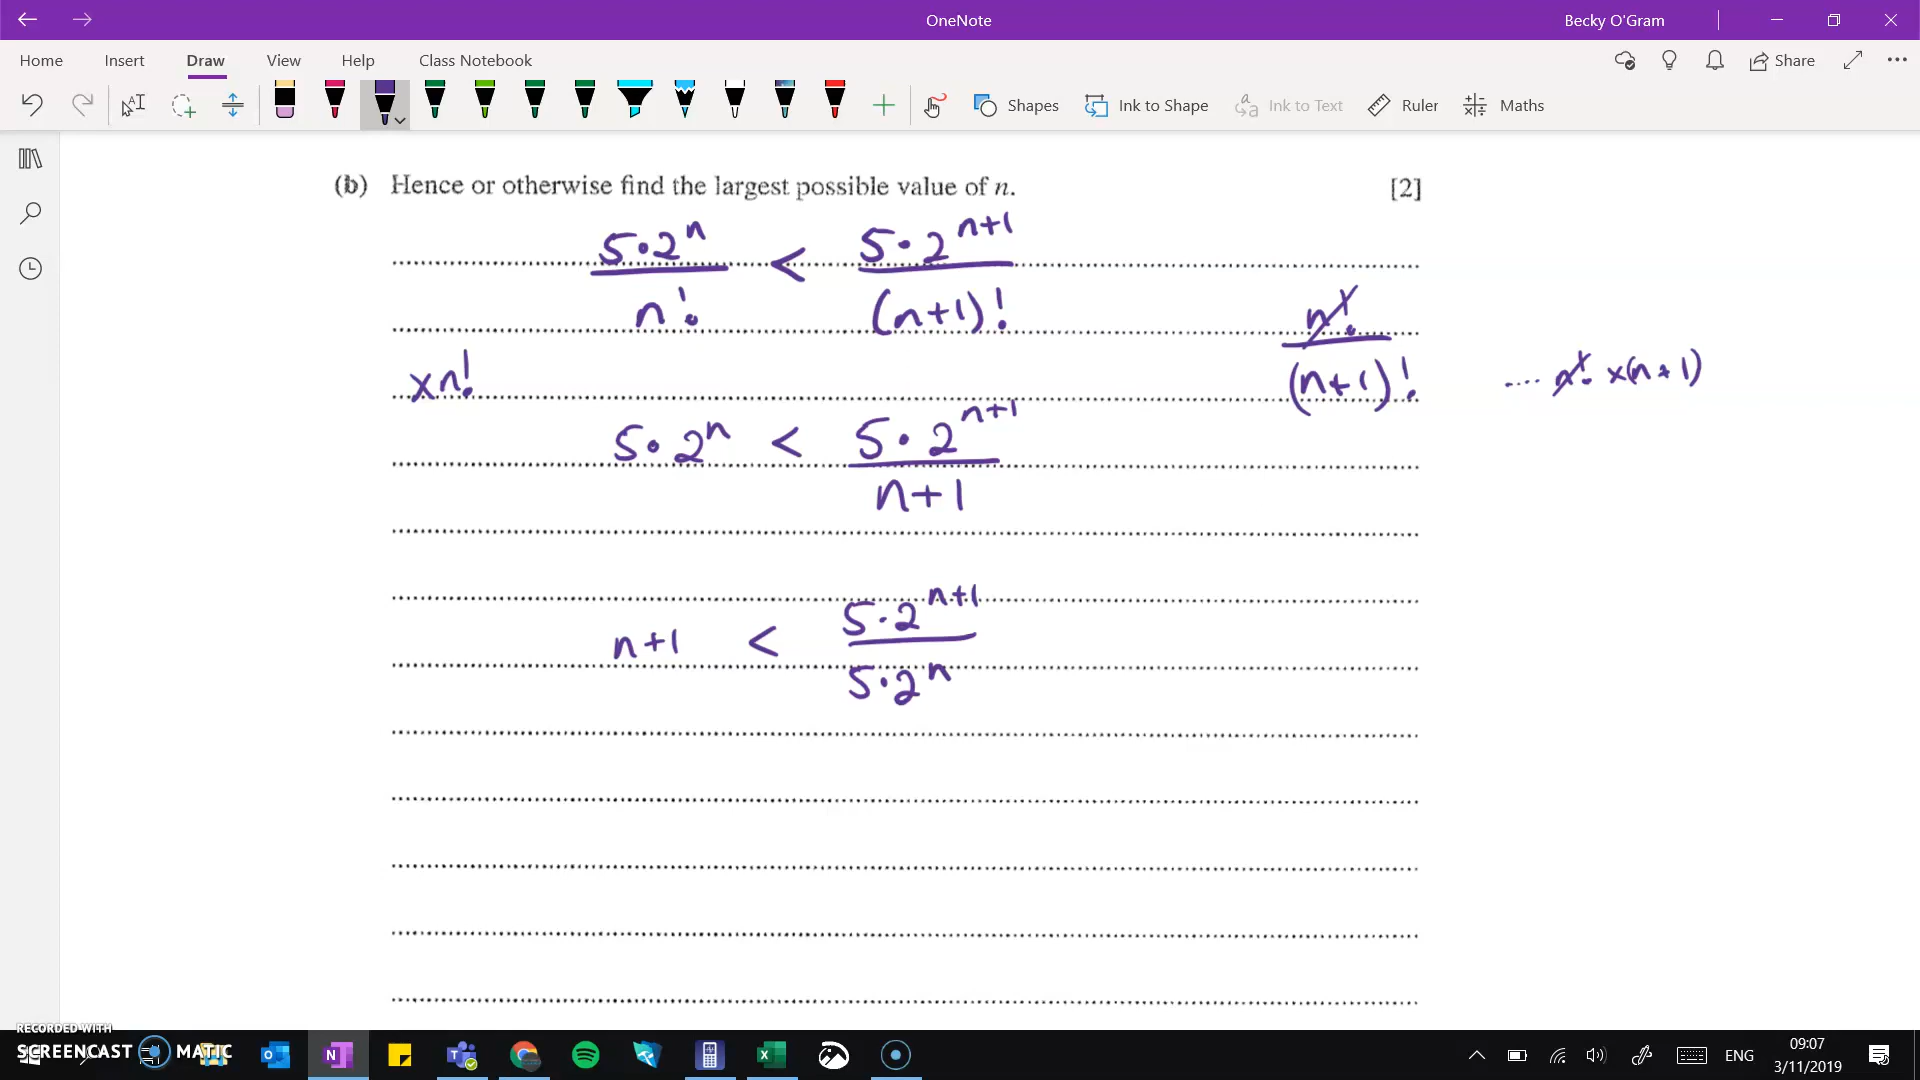 OneNote
Becky O'Gram
Home Insert Draw View Help Class Notebook
Share
Shapes Ink to Shape Ink to Text Ruler Maths
(b) Hence or otherwise find the largest possible value of n. [2]
5·2^n / n! < 5·2^(n+1) / (n+1)!
n! / (n+1)! .... n! x(n+1)
xn!
5·2^n < 5·2^(n+1) / n+1
n+1 < 5·2^(n+1) / 5·2^n
RECORDED WITH
SCREENCAST MATIC
ENG
09:07
3/11/2019